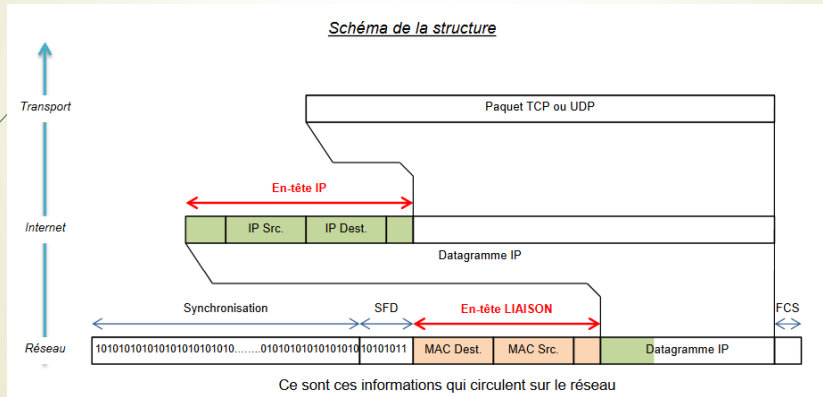 Schéma de la structure
Transport
Paquet TCP ou UDP
En-tête IP
Internet
IP Src.
IP Dest.
Datagramme IP
Synchronisation
SFD
En-tête LIAISON
FCS
Réseau
101010101010101010101010........01010101010101010
10101011
MAC Dest.
MAC Src.
Datagramme IP
Ce sont ces informations qui circulent sur le réseau